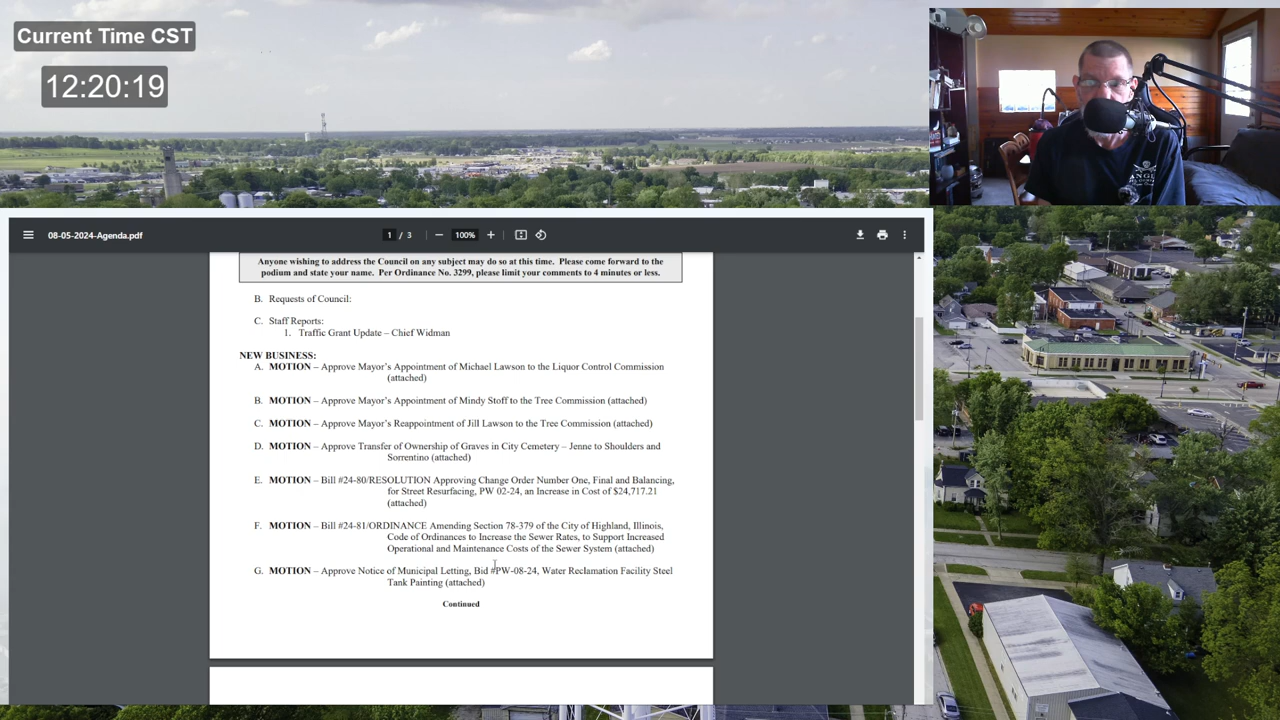 Current Time CST
12:20:19
08-05-2024-Agenda.pdf
1 / 3
100%
Anyone wishing to address the Council on any subject may do so at this time. Please come forward to the
podium and state your name. Per Ordinance No. 3299, please limit your comments to 4 minutes or less.
B. Requests of Council:
C. Staff Reports:
1. Traffic Grant Update – Chief Widman
NEW BUSINESS:
A. MOTION – Approve Mayor's Appointment of Michael Lawson to the Liquor Control Commission
(attached)
B. MOTION – Approve Mayor's Appointment of Mindy Stoff to the Tree Commission (attached)
C. MOTION – Approve Mayor's Reappointment of Jill Lawson to the Tree Commission (attached)
D. MOTION – Approve Transfer of Ownership of Graves in City Cemetery – Jenne to Shoulders and
Sorrentino (attached)
E. MOTION – Bill #24-80/RESOLUTION Approving Change Order Number One, Final and Balancing,
for Street Resurfacing, PW 02-24, an Increase in Cost of $24,717.21
(attached)
F. MOTION – Bill #24-81/ORDINANCE Amending Section 78-379 of the City of Highland, Illinois,
Code of Ordinances to Increase the Sewer Rates, to Support Increased
Operational and Maintenance Costs of the Sewer System (attached)
G. MOTION – Approve Notice of Municipal Letting, Bid #PW-08-24, Water Reclamation Facility Steel
Tank Painting (attached)
Continued